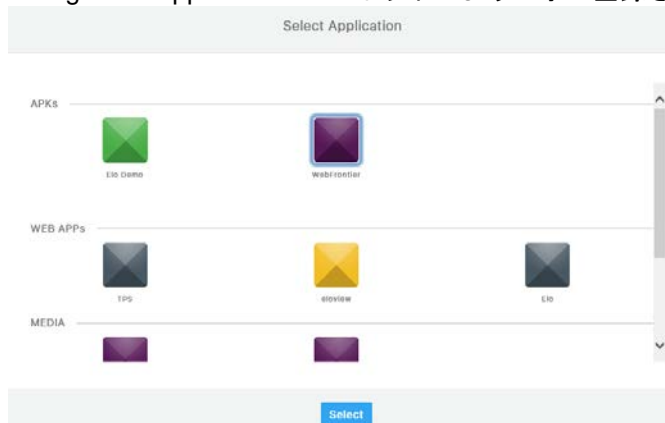 Select Application
APKs
Elo Demo WebFrontier
WEB APPs
TPS eloview Elo
MEDIA
Select